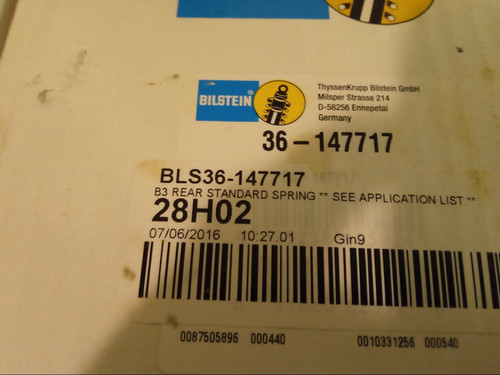 BILSTEIN
ThyssenKrupp Bilstein GmbH
Milsper Strasse 214
D-58256 Ennepetal
Germany
36-147717
BLS36-147717
B3 REAR STANDARD SPRING ** SEE APPLICATION LIST **
28H02
07/06/2016 10:27.01 Gin9
0087505896 000440 0010331256 000540